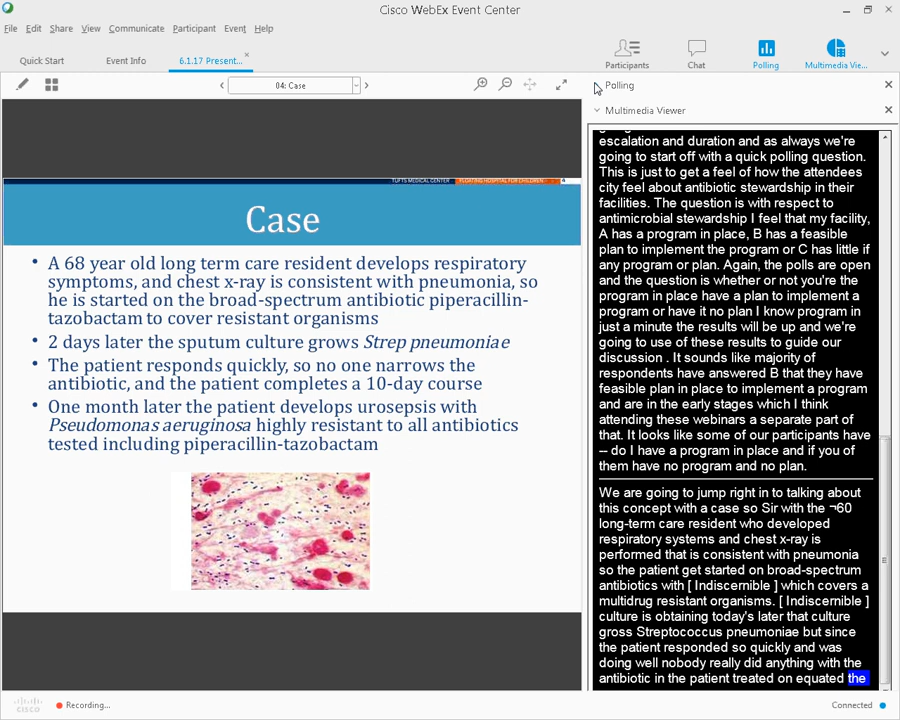 Cisco WebEx Event Center
File Edit Share View Communicate Participant Event Help
Quick Start Event Info 6.1.17 Present...
Participants Chat Polling Multimedia Vie...
04: Case
TUFTS MEDICAL CENTER FLOATING HOSPITAL FOR CHILDREN 4
Case
• A 68 year old long term care resident develops respiratory
symptoms, and chest x-ray is consistent with pneumonia, so
he is started on the broad-spectrum antibiotic piperacillin-
tazobactam to cover resistant organisms
• 2 days later the sputum culture grows Strep pneumoniae
• The patient responds quickly, so no one narrows the
antibiotic, and the patient completes a 10-day course
• One month later the patient develops urosepsis with
Pseudomonas aeruginosa highly resistant to all antibiotics
tested including piperacillin-tazobactam
Polling
Multimedia Viewer
escalation and duration and as always we're
going to start off with a quick polling question.
This is just to get a feel of how the attendees
city feel about antibiotic stewardship in their
facilities. The question is with respect to
antimicrobial stewardship I feel that my facility,
A has a program in place, B has a feasible
plan to implement the program or C has little if
any program or plan. Again, the polls are open
and the question is whether or not you're the
program in place have a plan to implement a
program or have it no plan I know program in
just a minute the results will be up and we're
going to use of these results to guide our
discussion . It sounds like majority of
respondents have answered B that they have
feasible plan in place to implement a program
and are in the early stages which I think
attending these webinars a separate part of
that. It looks like some of our participants have
-- do I have a program in place and if you of
them have no program and no plan.
We are going to jump right in to talking about
this concept with a case so Sir with the ¬60
long-term care resident who developed
respiratory systems and chest x-ray is
performed that is consistent with pneumonia
so the patient get started on broad-spectrum
antibiotics with [ Indiscernible ] which covers a
multidrug resistant organisms. [ Indiscernible ]
culture is obtaining today's later that culture
gross Streptococcus pneumoniae but since
the patient responded so quickly and was
doing well nobody really did anything with the
antibiotic in the patient treated on equated the
cisco Recording... Connected